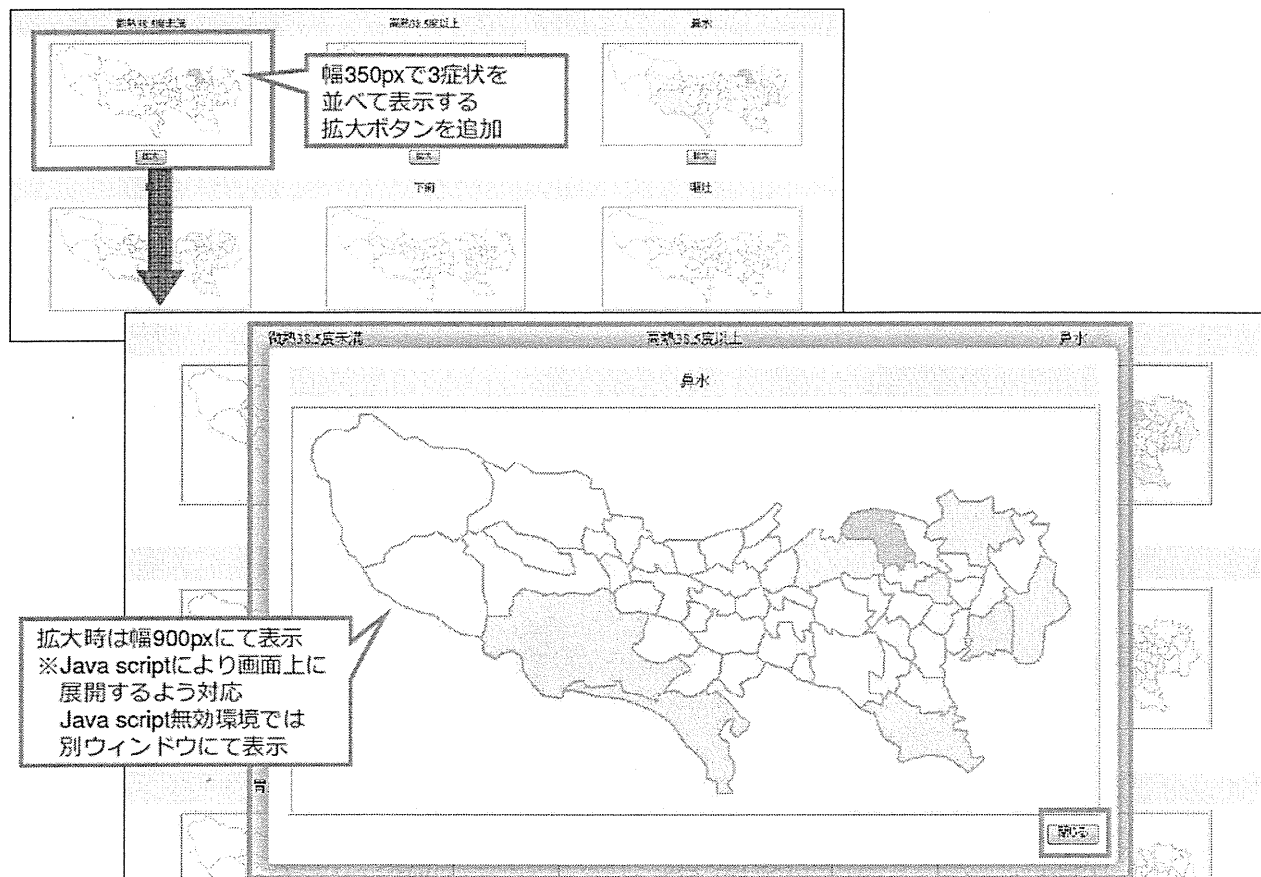 微熱38.5度未満 高熱38.5度以上 鼻水
幅350pxで3症状を
並べて表示する
拡大ボタンを追加
拡大 拡大 拡大
下痢 嘔吐
微熱38.5度未満 高熱38.5度以上 鼻水
鼻水
拡大時は幅900pxにて表示
※Java scriptにより画面上に
展開するよう対応
Java script無効環境では
別ウィンドウにて表示
胃
閉じる